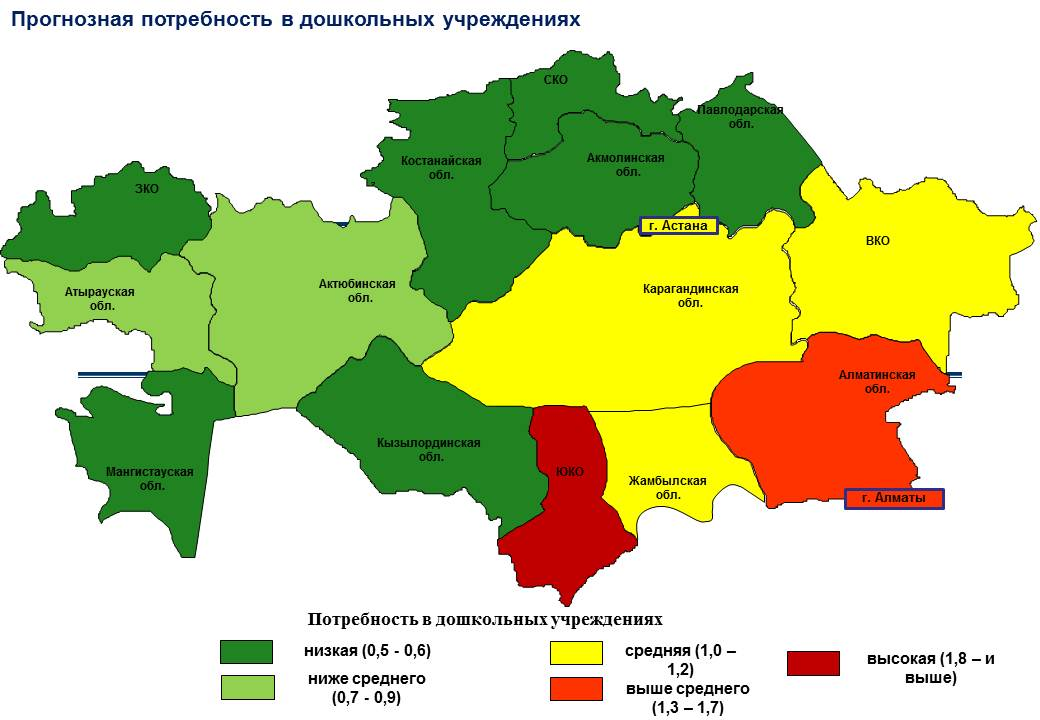 Прогнозная потребность в дошкольных учреждениях
СКО
Павлодарская
обл.
Костанайская
обл.
Акмолинская
обл.
ЗКО
г. Астана
ВКО
Атырауская
обл.
Актюбинская
обл.
Карагандинская
обл.
Алматинская
обл.
Кызылординская
обл.
Мангистауская
обл.
ЮКО
Жамбылская
обл.
г. Алматы
Потребность в дошкольных учреждениях
низкая (0,5 - 0,6)
ниже среднего
(0,7 - 0,9)
средняя (1,0 –
1,2)
выше среднего
(1,3 – 1,7)
высокая (1,8 – и
выше)